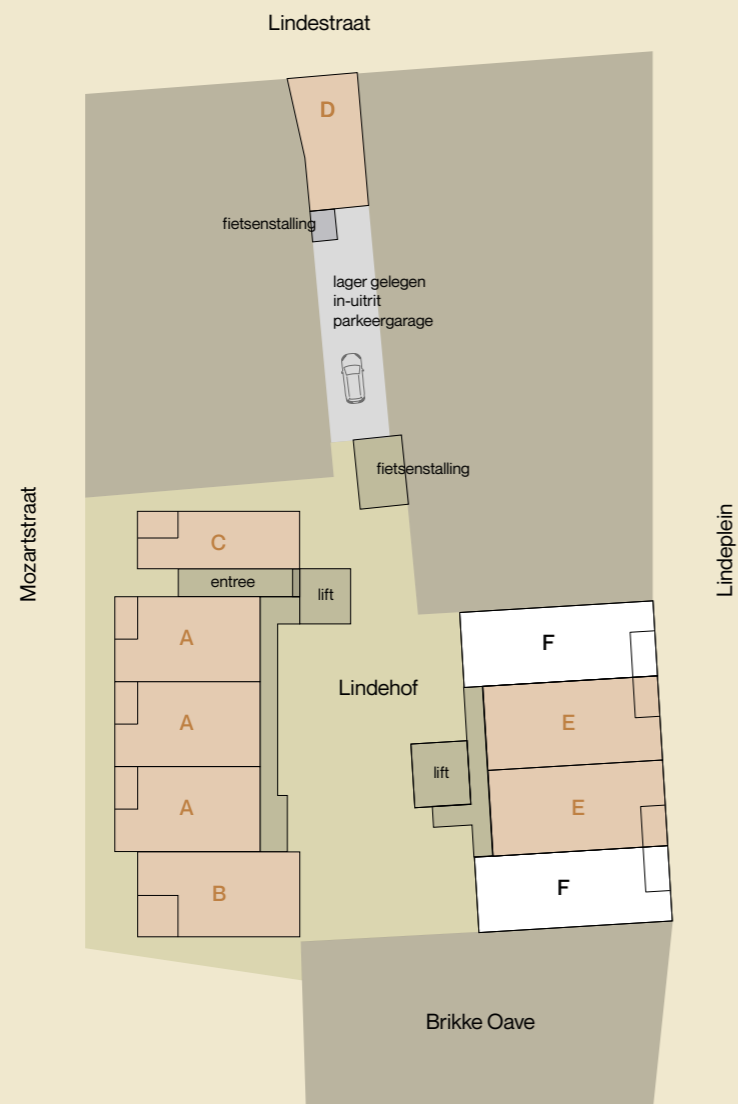 Lindestraat
D
fietsenstalling
lager gelegen
in-uitrit
parkeergarage
fietsenstalling
Mozartstraat
Lindeplein
C
entree
lift
A
F
Lindehof
A
E
lift
A
E
B
F
Brikke Oave